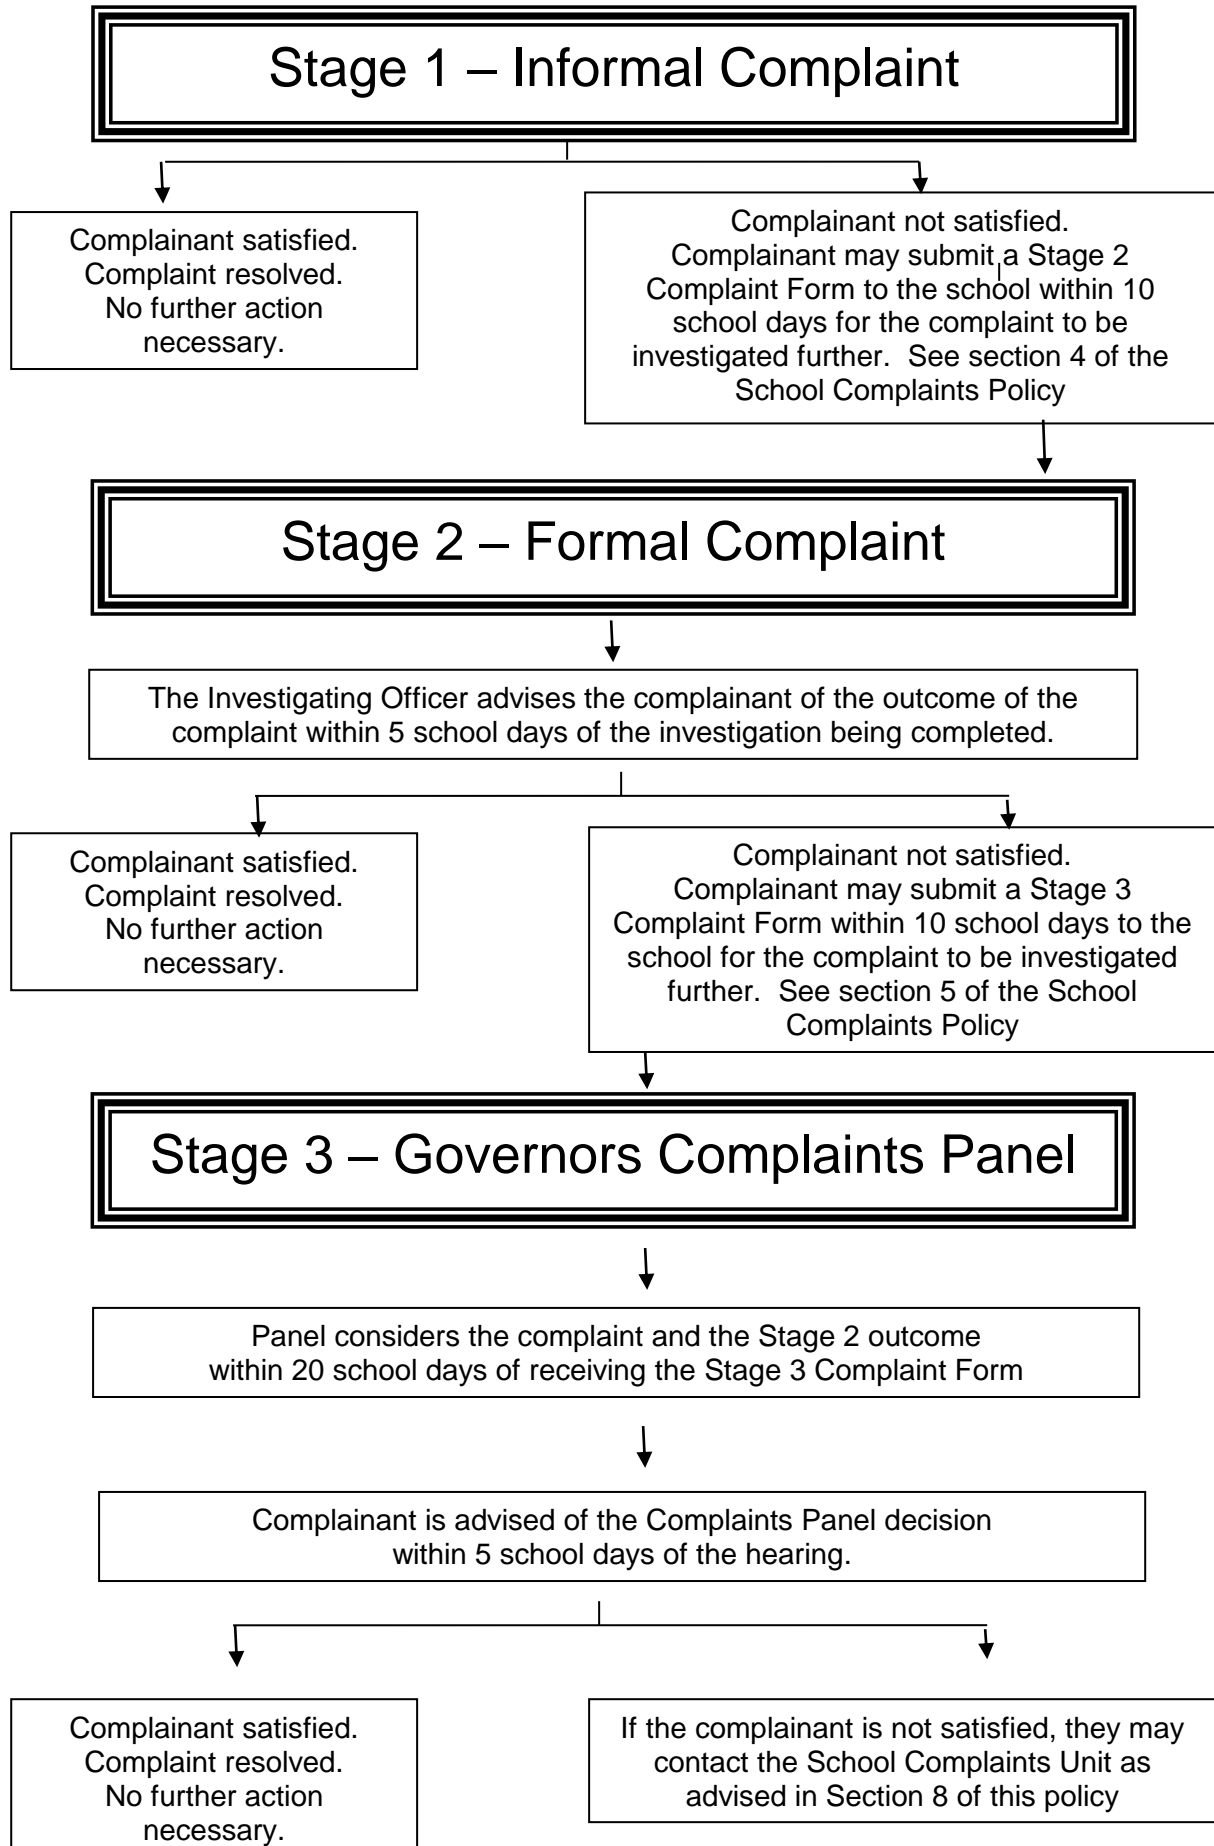 Stage 1 – Informal Complaint
Complainant satisfied.
Complaint resolved.
No further action
necessary.
Complainant not satisfied.
Complainant may submit a Stage 2
Complaint Form to the school within 10
school days for the complaint to be
investigated further.  See section 4 of the
School Complaints Policy
Stage 2 – Formal Complaint
The Investigating Officer advises the complainant of the outcome of the
complaint within 5 school days of the investigation being completed.
Complainant satisfied.
Complaint resolved.
No further action
necessary.
Complainant not satisfied.
Complainant may submit a Stage 3
Complaint Form within 10 school days to the
school for the complaint to be investigated
further.  See section 5 of the School
Complaints Policy
Stage 3 – Governors Complaints Panel
Panel considers the complaint and the Stage 2 outcome
within 20 school days of receiving the Stage 3 Complaint Form
Complainant is advised of the Complaints Panel decision
within 5 school days of the hearing.
Complainant satisfied.
Complaint resolved.
No further action
necessary.
If the complainant is not satisfied, they may
contact the School Complaints Unit as
advised in Section 8 of this policy